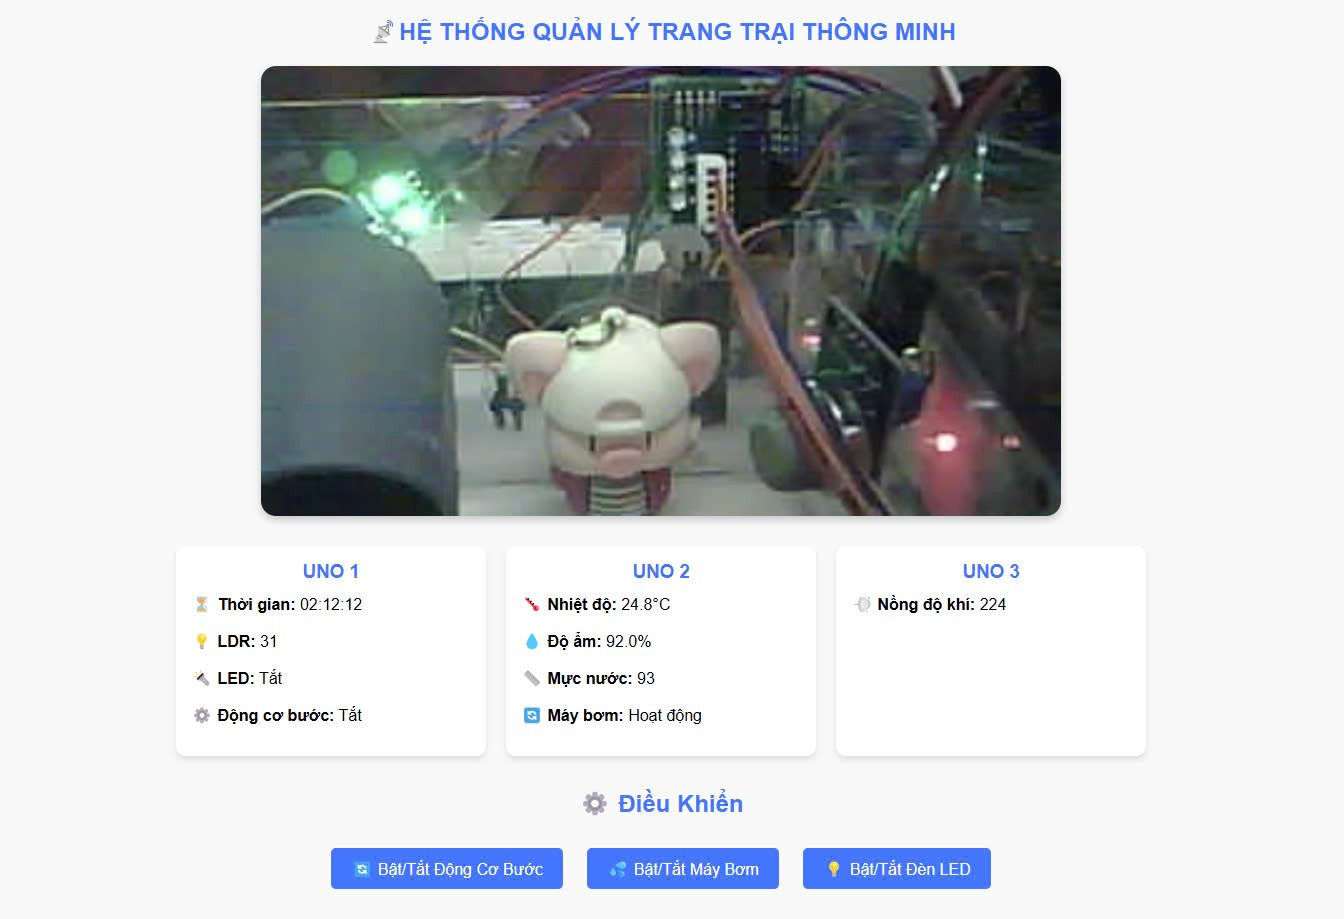 HỆ THỐNG QUẢN LÝ TRANG TRẠI THÔNG MINH
UNO 1
Thời gian: 02:12:12
LDR: 31
LED: Tắt
Động cơ bước: Tắt
UNO 2
Nhiệt độ: 24.8°C
Độ ẩm: 92.0%
Mực nước: 93
Máy bơm: Hoạt động
UNO 3
Nồng độ khí: 224
Điều Khiển
Bật/Tắt Động Cơ Bước
Bật/Tắt Máy Bơm
Bật/Tắt Đèn LED